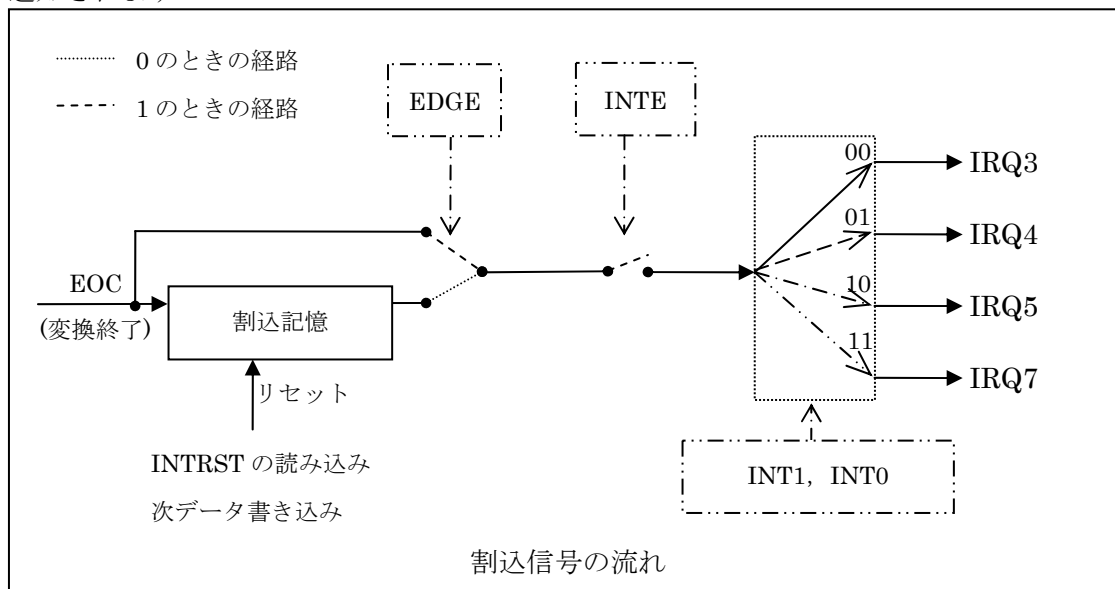 0 のときの経路
1 のときの経路
EDGE
INTE
00
IRQ3
01
IRQ4
EOC
(変換終了)
割込記憶
10
IRQ5
11
IRQ7
リセット
INTRST の読み込み
次データ書き込み
INT1，INT0
割込信号の流れ